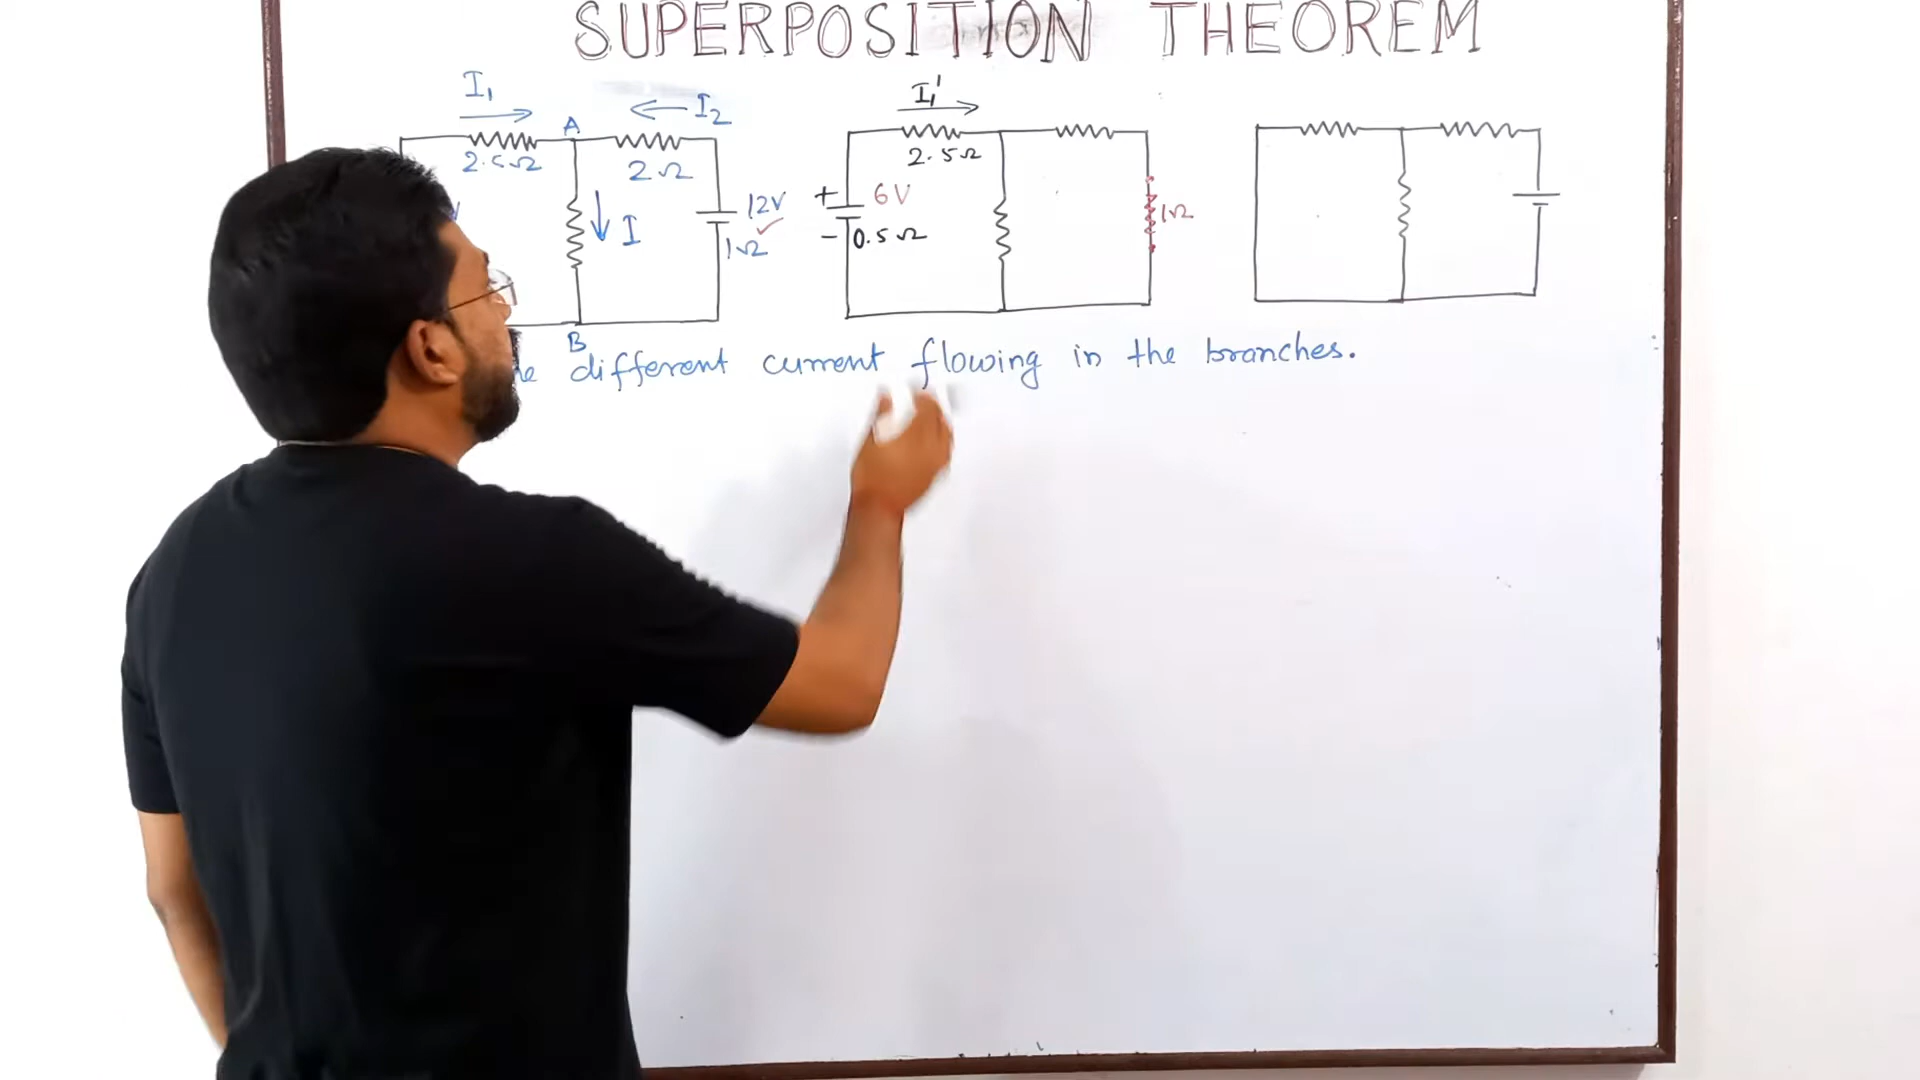 SUPERPOSITION THEOREM
I₁
I₂
I₁'
A
2.5Ω
2Ω
2.5Ω
12V
+
6V
1Ω
I
1Ω
-
0.5Ω
B
different current flowing in the branches.